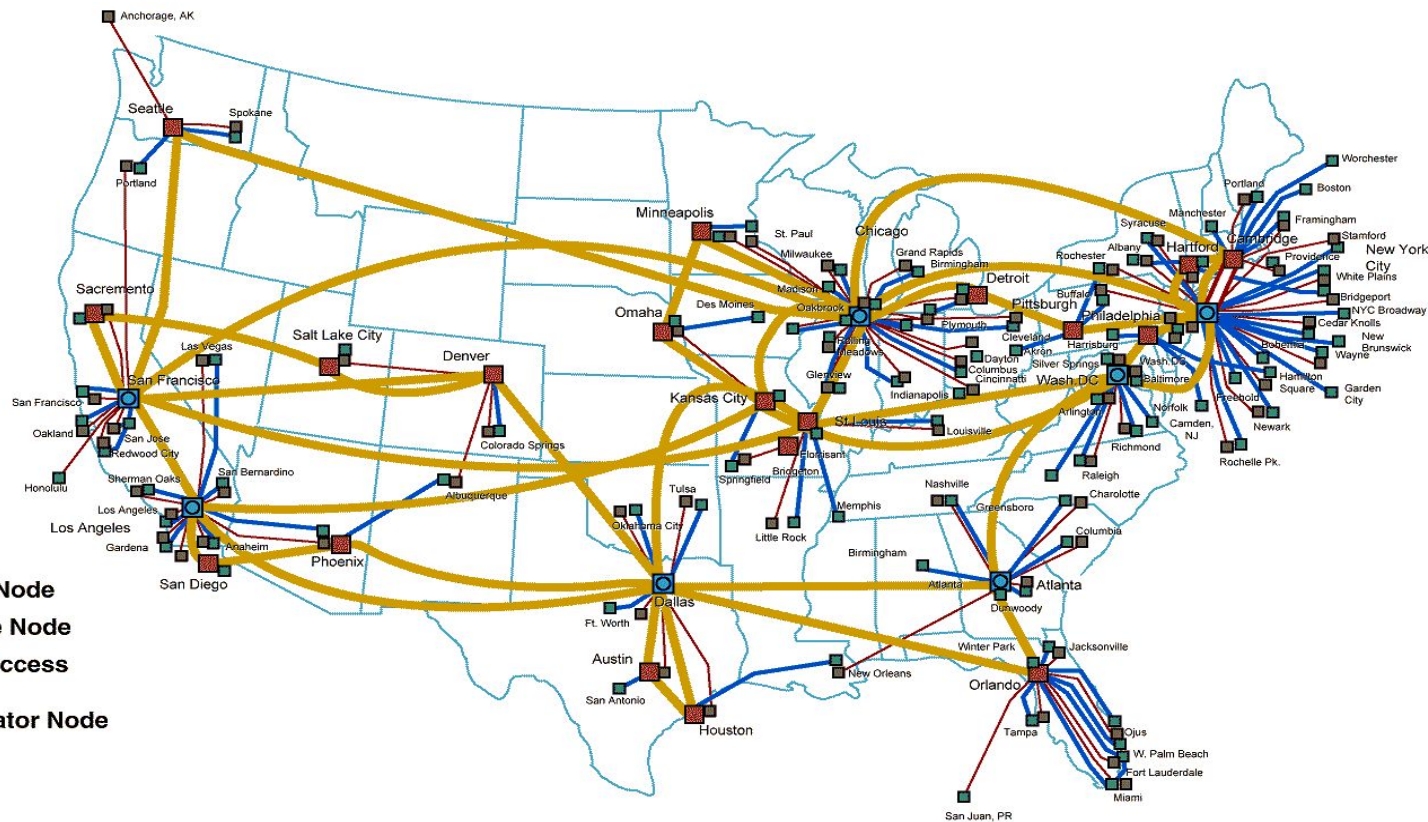 Anchorage, AK
Seattle
Spokane
Portland
Sacramento
Salt Lake City
Las Vegas
Denver
San Francisco
San Francisco
Oakland
San Jose
Redwood City
Honolulu
Sherman Oaks
San Bernardino
Los Angeles
Los Angeles
Gardena
Anaheim
San Diego
Phoenix
Albuquerque
Colorado Springs
Minneapolis
St. Paul
Milwaukee
Madison
Omaha
Des Moines
Oakbrook
Chicago
Grand Rapids
Birmingham
Detroit
Plymouth
Rolling
Meadows
Glenview
Cleveland
Akron
Dayton
Columbus
Cincinnatti
Indianapolis
Kansas City
St. Louis
Louisville
Florrisant
Bridgeton
Springfield
Little Rock
Memphis
Tulsa
Oklahoma City
Dallas
Ft. Worth
Austin
San Antonio
Houston
New Orleans
Pittsburgh
Philadelphia
Harrisburg
Buffalo
Rochester
Syracuse
Albany
Hartford
Manchester
Portland
Cambridge
Worchester
Boston
Framingham
Stamford
Providence
New York
City
White Plains
Bridgeport
NYC Broadway
Cedar Knolls
New
Brunswick
Wayne
Bohemia
Hamilton
Square
Garden
City
Freehold
Newark
Rochelle Pk.
Camden,
NJ
Norfolk
Wash.DC
Silver Springs
Wash.DC
Baltimore
Arlington
Richmond
Raleigh
Nashville
Greensboro
Charolotte
Columbia
Birmingham
Atlanta
Atlanta
Dunwoody
Winter Park
Jacksonville
Orlando
Tampa
Ojus
W. Palm Beach
Fort Lauderdale
Miami
San Juan, PR
Node
Node
ccess
ator Node